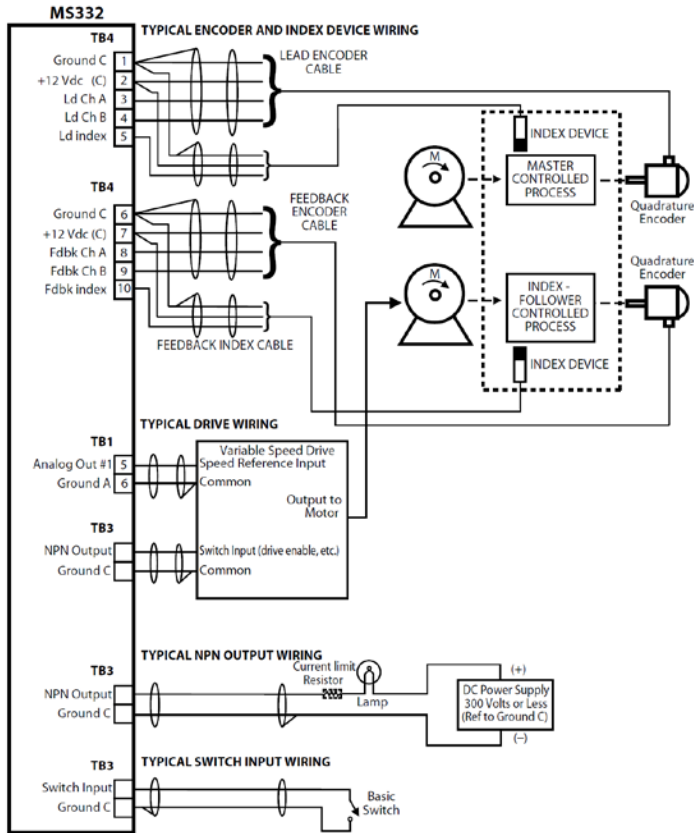 MS332
TYPICAL ENCODER AND INDEX DEVICE WIRING
TB4
Ground C 1
+12 Vdc (C) 2
Ld Ch A 3
Ld Ch B 4
Ld index 5
LEAD ENCODER
CABLE
INDEX DEVICE
M
MASTER
CONTROLLED
PROCESS
Quadrature
Encoder
TB4
Ground C 6
+12 Vdc (C) 7
Fdbk Ch A 8
Fdbk Ch B 9
Fdbk index 10
FEEDBACK
ENCODER
CABLE
FEEDBACK INDEX CABLE
M
INDEX -
FOLLOWER
CONTROLLED
PROCESS
Quadrature
Encoder
INDEX DEVICE
TYPICAL DRIVE WIRING
TB1
Analog Out #1 5
Ground A 6
Variable Speed Drive
Speed Reference Input
Common
Output to
Motor
TB3
NPN Output
Ground C
Switch Input (drive enable, etc.)
Common
TYPICAL NPN OUTPUT WIRING
TB3
NPN Output
Ground C
Current limit
Resistor
Lamp
(+)
DC Power Supply
300 Volts or Less
(Ref to Ground C)
(–)
TYPICAL SWITCH INPUT WIRING
TB3
Switch Input
Ground C
Basic
Switch